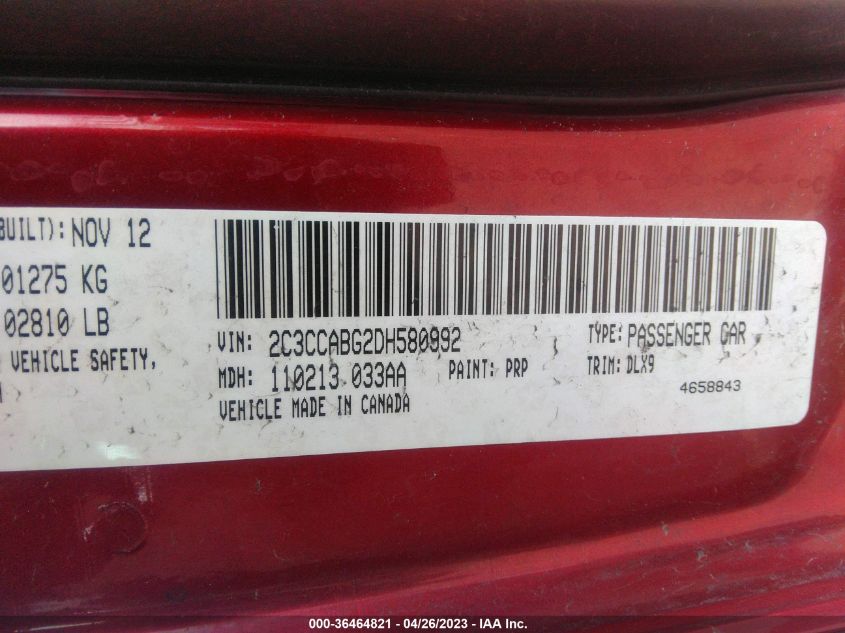 BUILT): NOV 12
01275 KG
02810 LB
VEHICLE SAFETY,
VIN: 2C3CCABG2DH580992 TYPE: PASSENGER CAR
MDH: 110213 033AA PAINT: PRP TRIM: DLX9
VEHICLE MADE IN CANADA 4658843
000-36464821 / 04/26/2023 - IAA Inc.